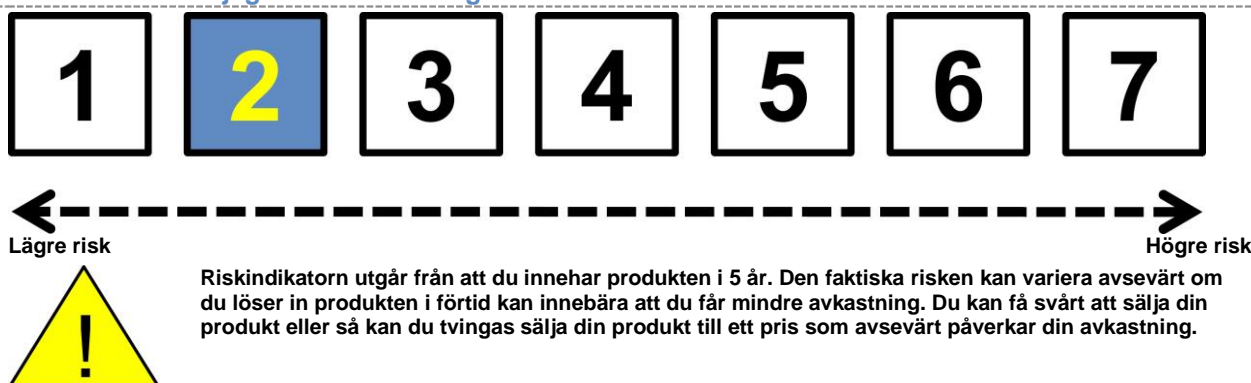 1 2 3 4 5 6 7
Lägre risk Högre risk
Riskindikatorn utgår från att du innehar produkten i 5 år. Den faktiska risken kan variera avsevärt om
du löser in produkten i förtid kan innebära att du får mindre avkastning. Du kan få svårt att sälja din
produkt eller så kan du tvingas sälja din produkt till ett pris som avsevärt påverkar din avkastning.
!